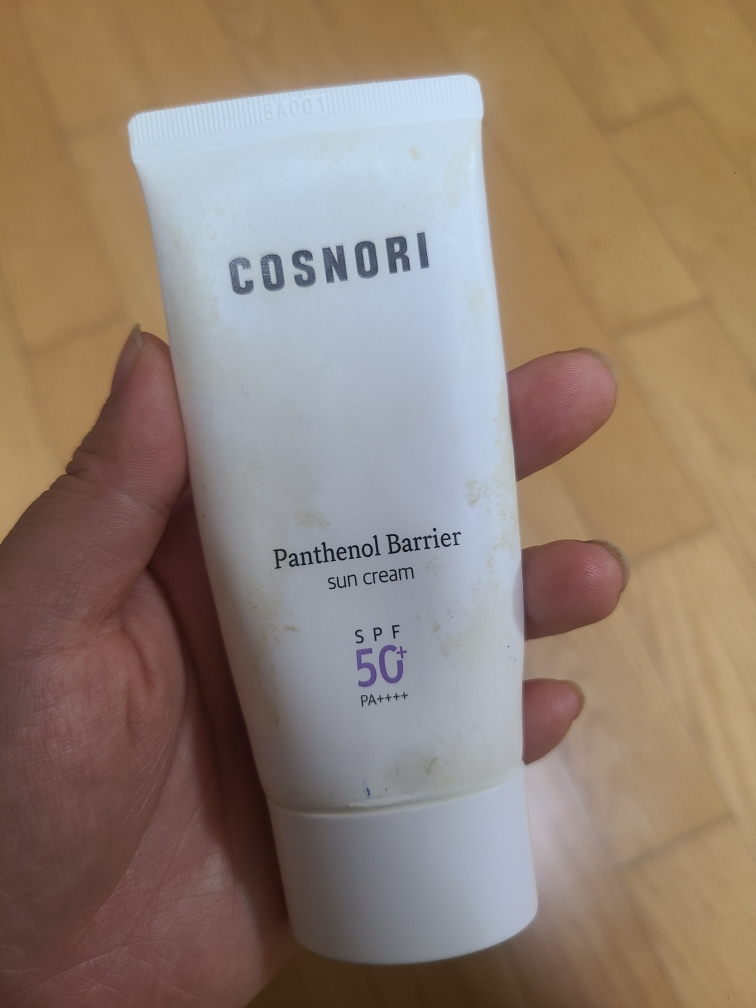 COSNORI
Panthenol Barrier
sun cream
SPF
50+
PA++++